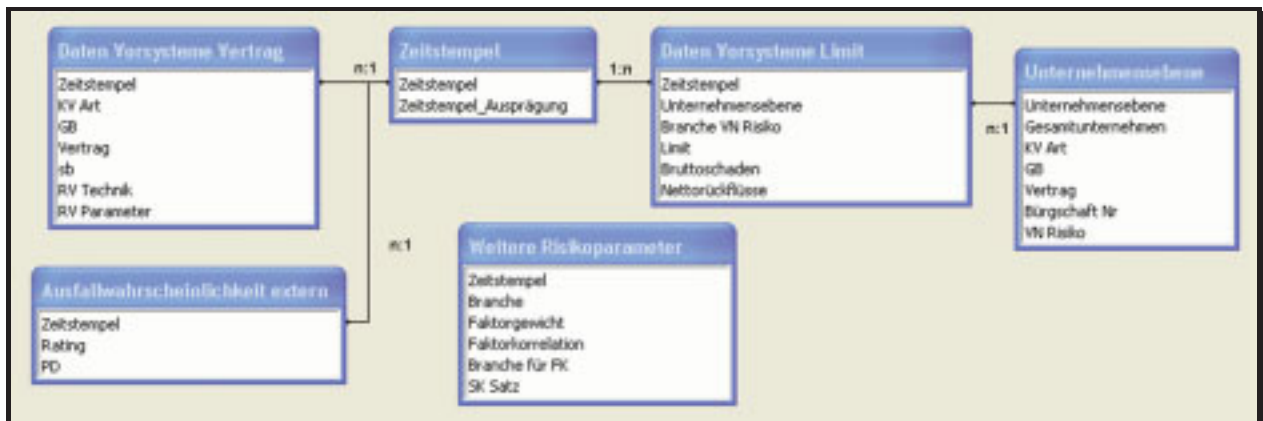 Daten Vorsysteme Vertrag
Zeitstempel
KV Art
GB
Vertrag
sb
RV Technik
RV Parameter
n:1
Zeitstempel
Zeitstempel
Zeitstempel_Ausprägung
1:n
Daten Vorsysteme Limit
Zeitstempel
Unternehmensebene
Branche VN Risiko
Limit
Bruttoschaden
Nettorückflüsse
n:1
Unternehmensebene
Unternehmensebene
Gesamtunternehmen
KV Art
GB
Vertrag
Bürgschaft Nr
VN Risiko
n:1
Ausfallwahrscheinlichkeit extern
Zeitstempel
Rating
PD
Weitere Risikoparameter
Zeitstempel
Branche
Faktorgewicht
Faktorkorrelation
Branche für FK
SK Satz